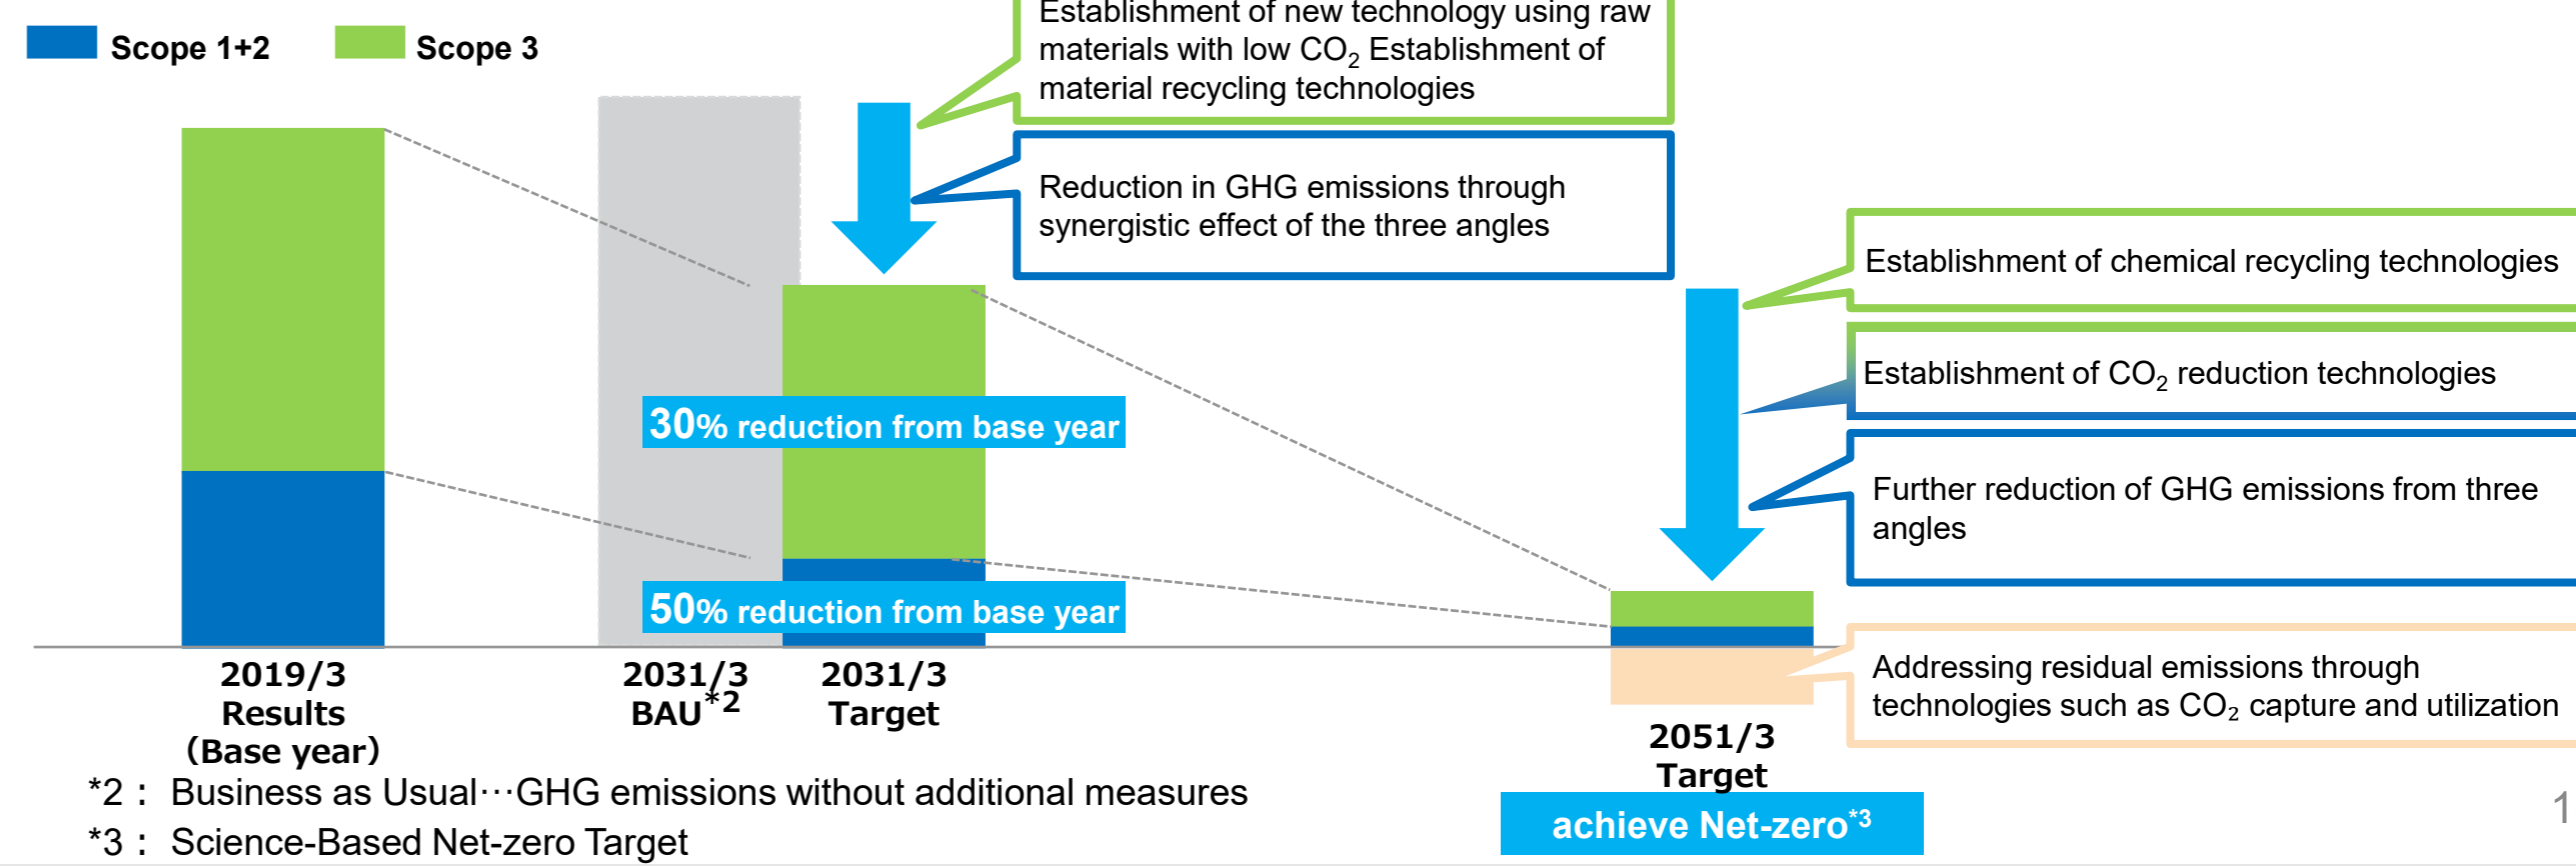 Scope 1+2
Scope 3
Establishment of new technology using raw
materials with low CO₂ Establishment of
material recycling technologies
Reduction in GHG emissions through
synergistic effect of the three angles
Establishment of chemical recycling technologies
Establishment of CO₂ reduction technologies
Further reduction of GHG emissions from three
angles
30% reduction from base year
50% reduction from base year
Addressing residual emissions through
technologies such as CO₂ capture and utilization
2019/3
Results
(Base year)
2031/3
BAU*2
2031/3
Target
2051/3
Target
achieve Net-zero*3
*2 : Business as Usual⋯GHG emissions without additional measures
*3 : Science-Based Net-zero Target
1